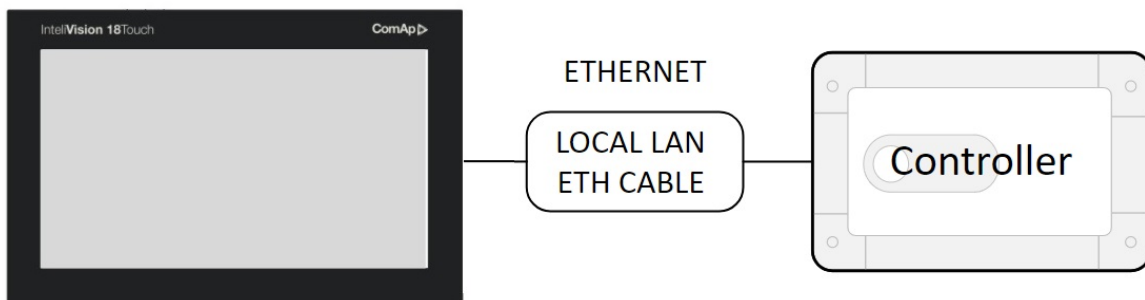 InteliVision 18Touch
ComAp
ETHERNET
LOCAL LAN
ETH CABLE
Controller